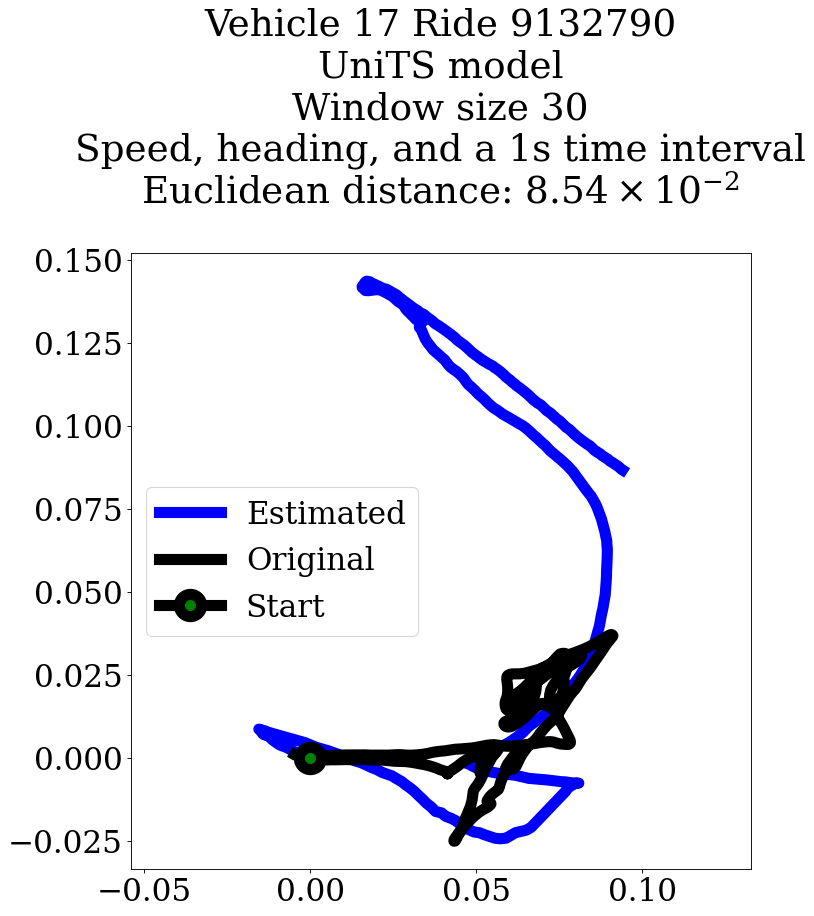 Vehicle 17 Ride 9132790
UniTS model
Window size 30
Speed, heading, and a 1s time interval
Euclidean distance: 8.54 × 10⁻²
0.150
0.125
0.100
0.075
0.050
0.025
0.000
−0.025
Estimated
Original
Start
−0.05 0.00 0.05 0.10